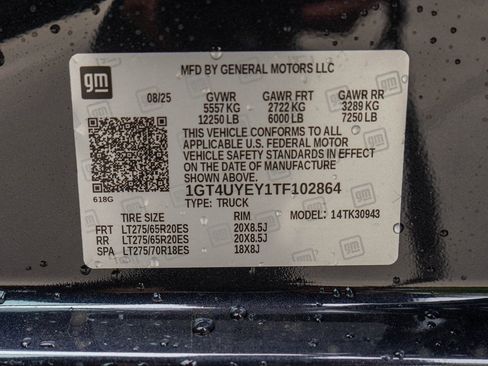 gm
MFD BY GENERAL MOTORS LLC
08/25 GVWR GAWR FRT GAWR RR
5557 KG 2722 KG 3289 KG
12250 LB 6000 LB 7250 LB
THIS VEHICLE CONFORMS TO ALL
APPLICABLE U.S. FEDERAL MOTOR
VEHICLE SAFETY STANDARDS IN EFFECT
ON THE DATE OF MANUFACTURE SHOWN ABOVE
1GT4UYEY1TF102864
618G TYPE: TRUCK
TIRE SIZE RIM MODEL: 14TK30943
FRT LT275/65R20ES 20X8.5J
RR LT275/65R20ES 20X8.5J
SPA LT275/70R18ES 18X8J